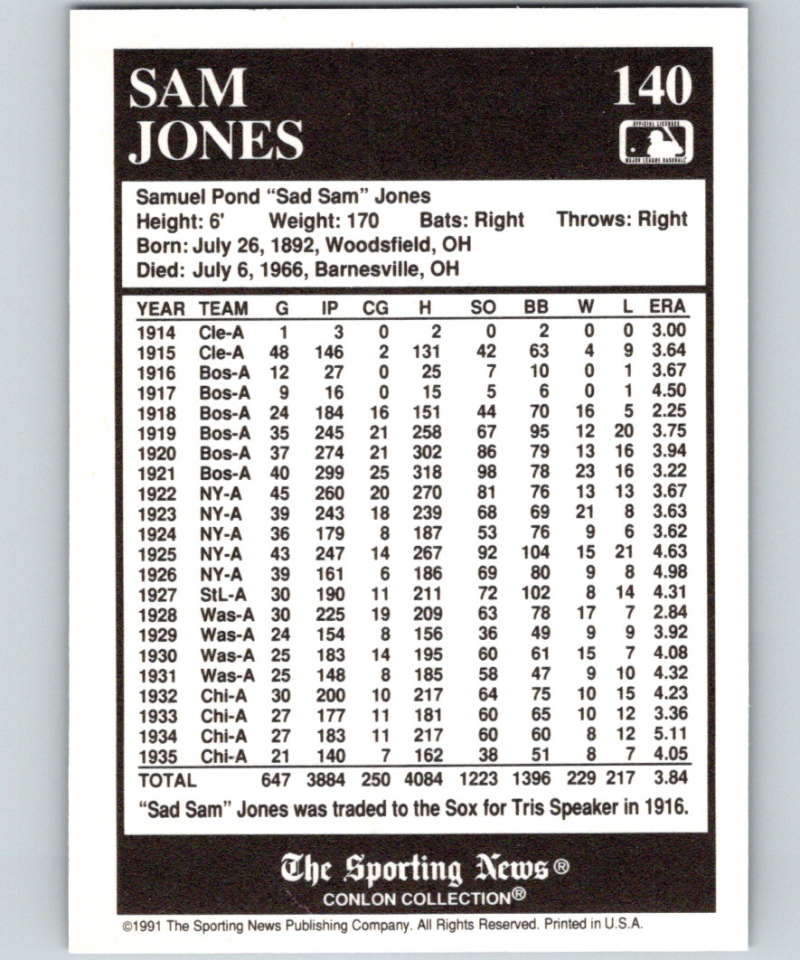 SAM 140
JONES
OFFICIAL LICENSEE
MAJOR LEAGUE BASEBALL
Samuel Pond “Sad Sam” Jones
Height: 6' Weight: 170 Bats: Right Throws: Right
Born: July 26, 1892, Woodsfield, OH
Died: July 6, 1966, Barnesville, OH
YEAR TEAM G IP CG H SO BB W L ERA
1914 Cle-A 1 3 0 2 0 2 0 0 3.00
1915 Cle-A 48 146 2 131 42 63 4 9 3.64
1916 Bos-A 12 27 0 25 7 10 0 1 3.67
1917 Bos-A 9 16 0 15 5 6 0 1 4.50
1918 Bos-A 24 184 16 151 44 70 16 5 2.25
1919 Bos-A 35 245 21 258 67 95 12 20 3.75
1920 Bos-A 37 274 21 302 86 79 13 16 3.94
1921 Bos-A 40 299 25 318 98 78 23 16 3.22
1922 NY-A 45 260 20 270 81 76 13 13 3.67
1923 NY-A 39 243 18 239 68 69 21 8 3.63
1924 NY-A 36 179 8 187 53 76 9 6 3.62
1925 NY-A 43 247 14 267 92 104 15 21 4.63
1926 NY-A 39 161 6 186 69 80 9 8 4.98
1927 StL-A 30 190 11 211 72 102 8 14 4.31
1928 Was-A 30 225 19 209 63 78 17 7 2.84
1929 Was-A 24 154 8 156 36 49 9 9 3.92
1930 Was-A 25 183 14 195 60 61 15 7 4.08
1931 Was-A 25 148 8 185 58 47 9 10 4.32
1932 Chi-A 30 200 10 217 64 75 10 15 4.23
1933 Chi-A 27 177 11 181 60 65 10 12 3.36
1934 Chi-A 27 183 11 217 60 60 8 12 5.11
1935 Chi-A 21 140 7 162 38 51 8 7 4.05
TOTAL 647 3884 250 4084 1223 1396 229 217 3.84
“Sad Sam” Jones was traded to the Sox for Tris Speaker in 1916.
The Sporting News®
CONLON COLLECTION®
©1991 The Sporting News Publishing Company. All Rights Reserved. Printed in U.S.A.